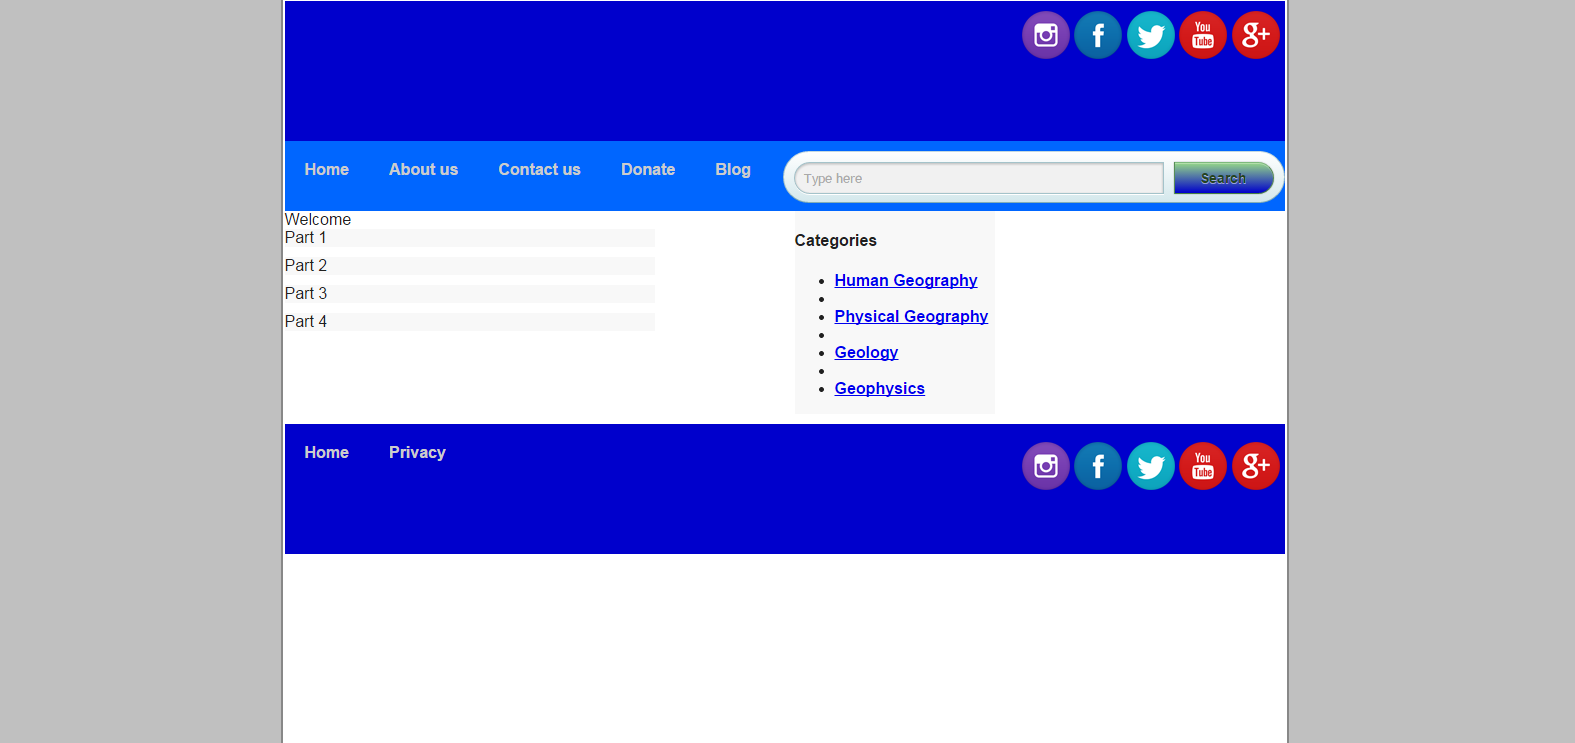 You
Tube
g+
Home About us Contact us Donate Blog Type here Search
Welcome
Part 1
Part 2
Part 3
Part 4
Categories
Human Geography
Physical Geography
Geology
Geophysics
Home Privacy
You
Tube
g+